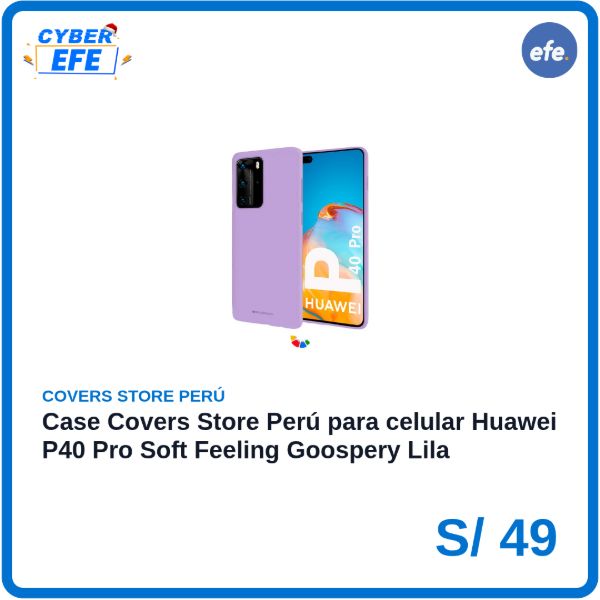 CYBER
EFE
efe.
P
40 Pro
HUAWEI
COVERS STORE PERÚ
Case Covers Store Perú para celular Huawei
P40 Pro Soft Feeling Goospery Lila
S/ 49